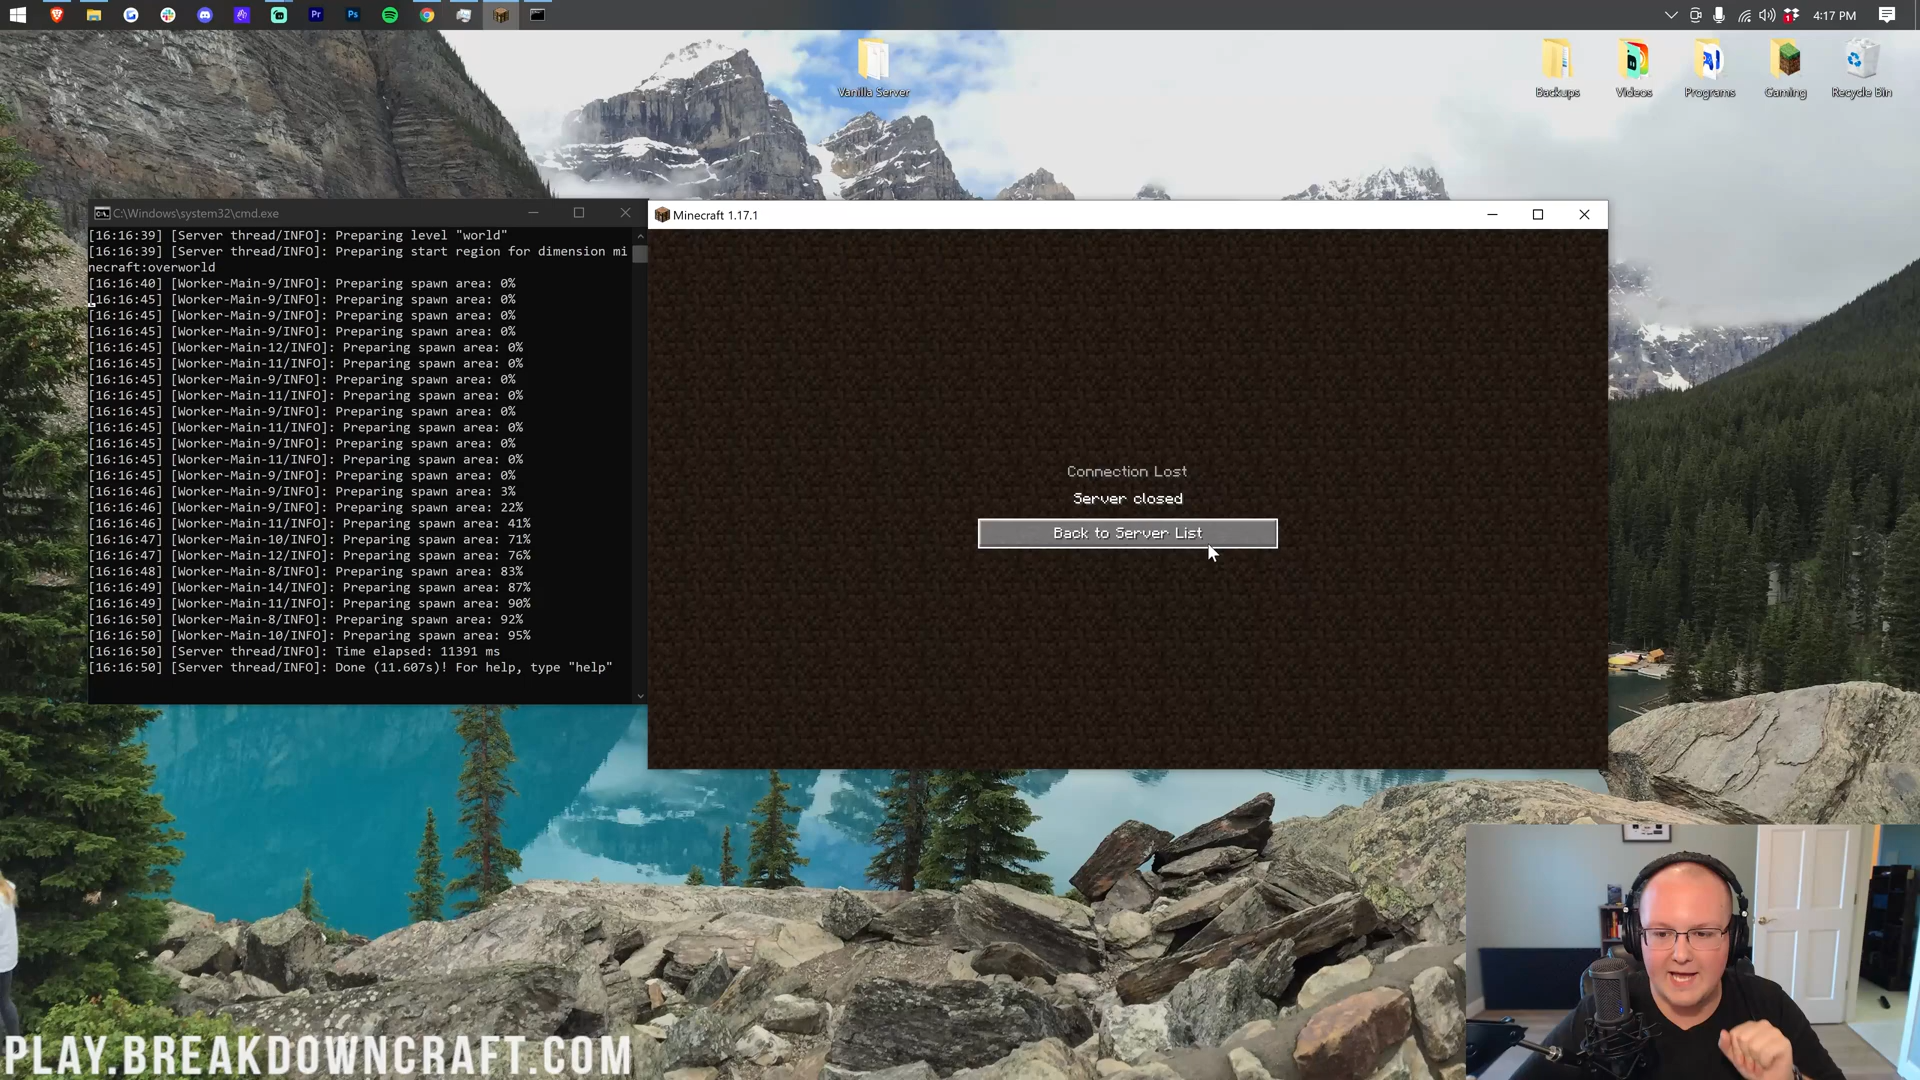 4:17 PM
Vanilla Server
Backups
Videos
Programs
Gaming
Recycle Bin
C:\Windows\system32\cmd.exe
[16:16:39] [Server thread/INFO]: Preparing level "world"
[16:16:39] [Server thread/INFO]: Preparing start region for dimension mi
necraft:overworld
[16:16:40] [Worker-Main-9/INFO]: Preparing spawn area: 0%
[16:16:45] [Worker-Main-9/INFO]: Preparing spawn area: 0%
[16:16:45] [Worker-Main-9/INFO]: Preparing spawn area: 0%
[16:16:45] [Worker-Main-9/INFO]: Preparing spawn area: 0%
[16:16:45] [Worker-Main-12/INFO]: Preparing spawn area: 0%
[16:16:45] [Worker-Main-11/INFO]: Preparing spawn area: 0%
[16:16:45] [Worker-Main-9/INFO]: Preparing spawn area: 0%
[16:16:45] [Worker-Main-11/INFO]: Preparing spawn area: 0%
[16:16:45] [Worker-Main-9/INFO]: Preparing spawn area: 0%
[16:16:45] [Worker-Main-11/INFO]: Preparing spawn area: 0%
[16:16:45] [Worker-Main-9/INFO]: Preparing spawn area: 0%
[16:16:45] [Worker-Main-11/INFO]: Preparing spawn area: 0%
[16:16:45] [Worker-Main-9/INFO]: Preparing spawn area: 0%
[16:16:46] [Worker-Main-9/INFO]: Preparing spawn area: 3%
[16:16:46] [Worker-Main-9/INFO]: Preparing spawn area: 22%
[16:16:46] [Worker-Main-11/INFO]: Preparing spawn area: 41%
[16:16:47] [Worker-Main-10/INFO]: Preparing spawn area: 71%
[16:16:47] [Worker-Main-12/INFO]: Preparing spawn area: 76%
[16:16:48] [Worker-Main-8/INFO]: Preparing spawn area: 83%
[16:16:49] [Worker-Main-14/INFO]: Preparing spawn area: 87%
[16:16:49] [Worker-Main-11/INFO]: Preparing spawn area: 90%
[16:16:50] [Worker-Main-8/INFO]: Preparing spawn area: 92%
[16:16:50] [Worker-Main-10/INFO]: Preparing spawn area: 95%
[16:16:50] [Server thread/INFO]: Time elapsed: 11391 ms
[16:16:50] [Server thread/INFO]: Done (11.607s)! For help, type "help"
Minecraft 1.17.1
Connection Lost
Server closed
Back to Server List
PLAY.BREAKDOWNCRAFT.COM